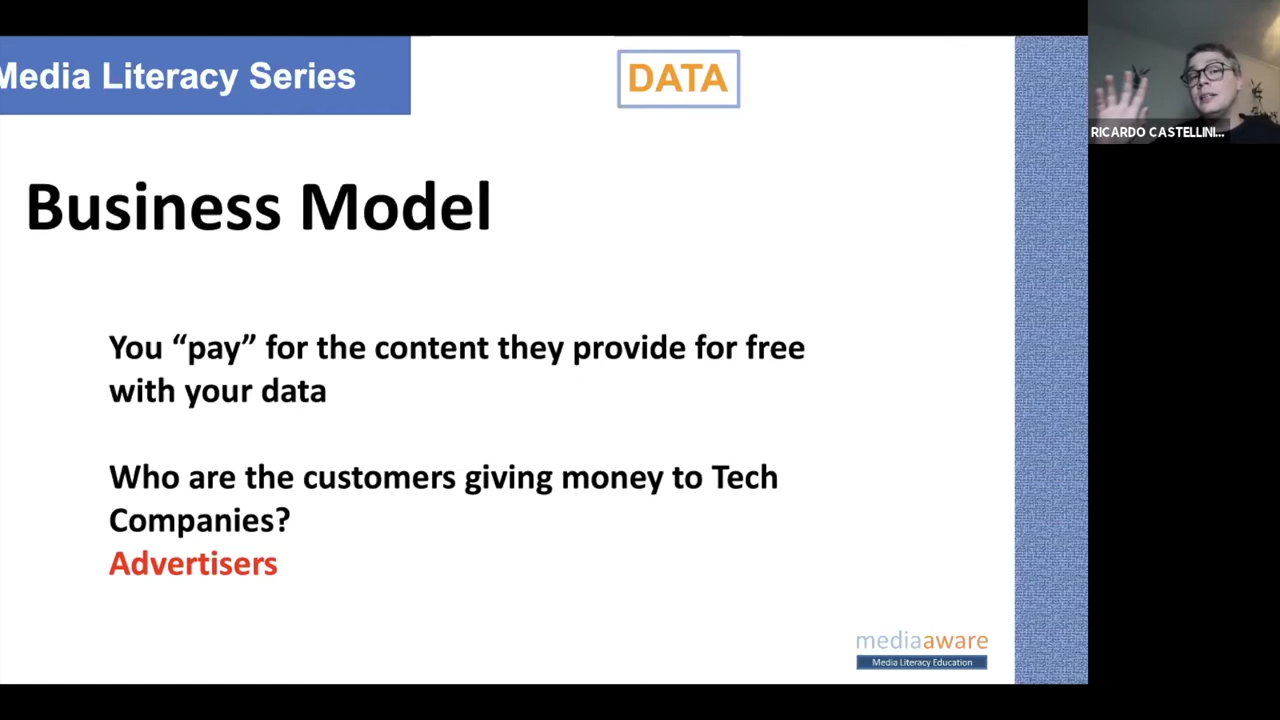 Media Literacy Series
DATA
RICARDO CASTELLINI...
Business Model
You “pay” for the content they provide for free
with your data
Who are the customers giving money to Tech
Companies?
Advertisers
mediaaware
Media Literacy Education